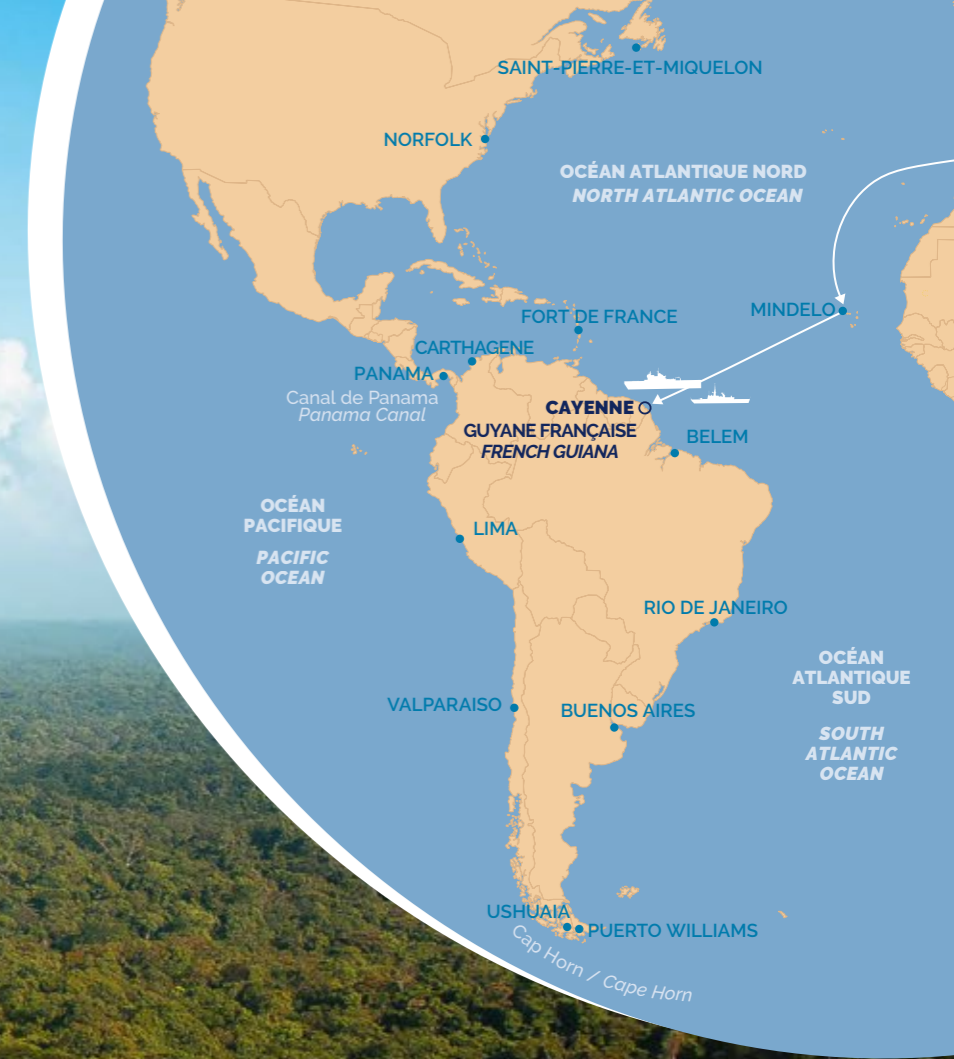 SAINT-PIERRE-ET-MIQUELON
NORFOLK
OCÉAN ATLANTIQUE NORD
NORTH ATLANTIC OCEAN
MINDELO
FORT DE FRANCE
CARTHAGENE
PANAMA
Canal de Panama
Panama Canal
CAYENNE
GUYANE FRANÇAISE
FRENCH GUIANA
BELEM
OCÉAN
PACIFIQUE
PACIFIC
OCEAN
LIMA
RIO DE JANEIRO
OCÉAN
ATLANTIQUE
SUD
SOUTH
ATLANTIC
OCEAN
VALPARAISO
BUENOS AIRES
USHUAIA
PUERTO WILLIAMS
Cap Horn / Cape Horn